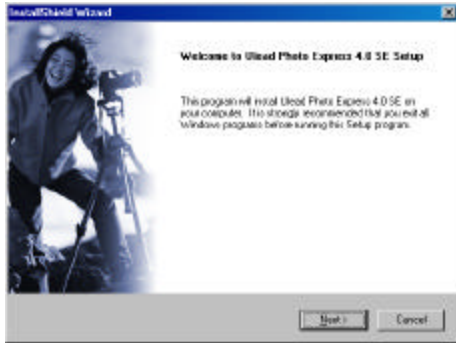 InstallShield Wizard
Welcome to Ulead Photo Express 4.0 SE Setup
This program will install Ulead Photo Express 4.0 SE on
your computer. It is strongly recommended that you exit all
Windows programs before running this Setup program.
Next >
Cancel